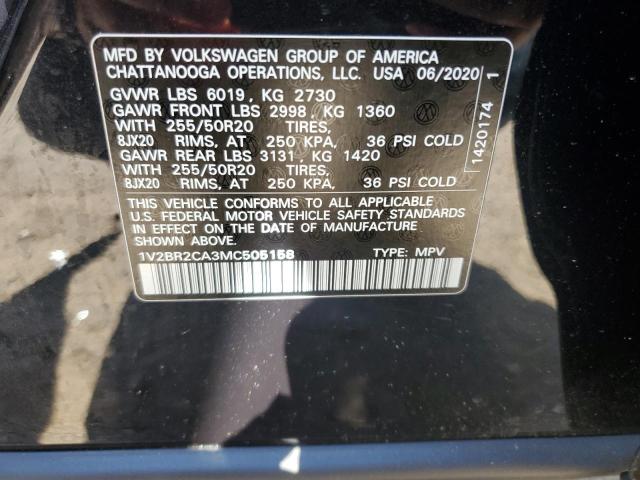 MFD BY VOLKSWAGEN GROUP OF AMERICA
CHATTANOOGA OPERATIONS, LLC. USA 06/2020
GVWR LBS 6019, KG 2730
GAWR FRONT LBS 2998, KG 1360
WITH 255/50R20 TIRES,
8JX20 RIMS, AT 250 KPA, 36 PSI COLD
GAWR REAR LBS 3131, KG 1420
WITH 255/50R20 TIRES,
8JX20 RIMS, AT 250 KPA, 36 PSI COLD
THIS VEHICLE CONFORMS TO ALL APPLICABLE
U.S. FEDERAL MOTOR VEHICLE SAFETY STANDARDS
IN EFFECT ON THE DATE OF MANUFACTURE
SHOWN ABOVE.
1V2BR2CA3MC505158 TYPE: MPV
1420174 1